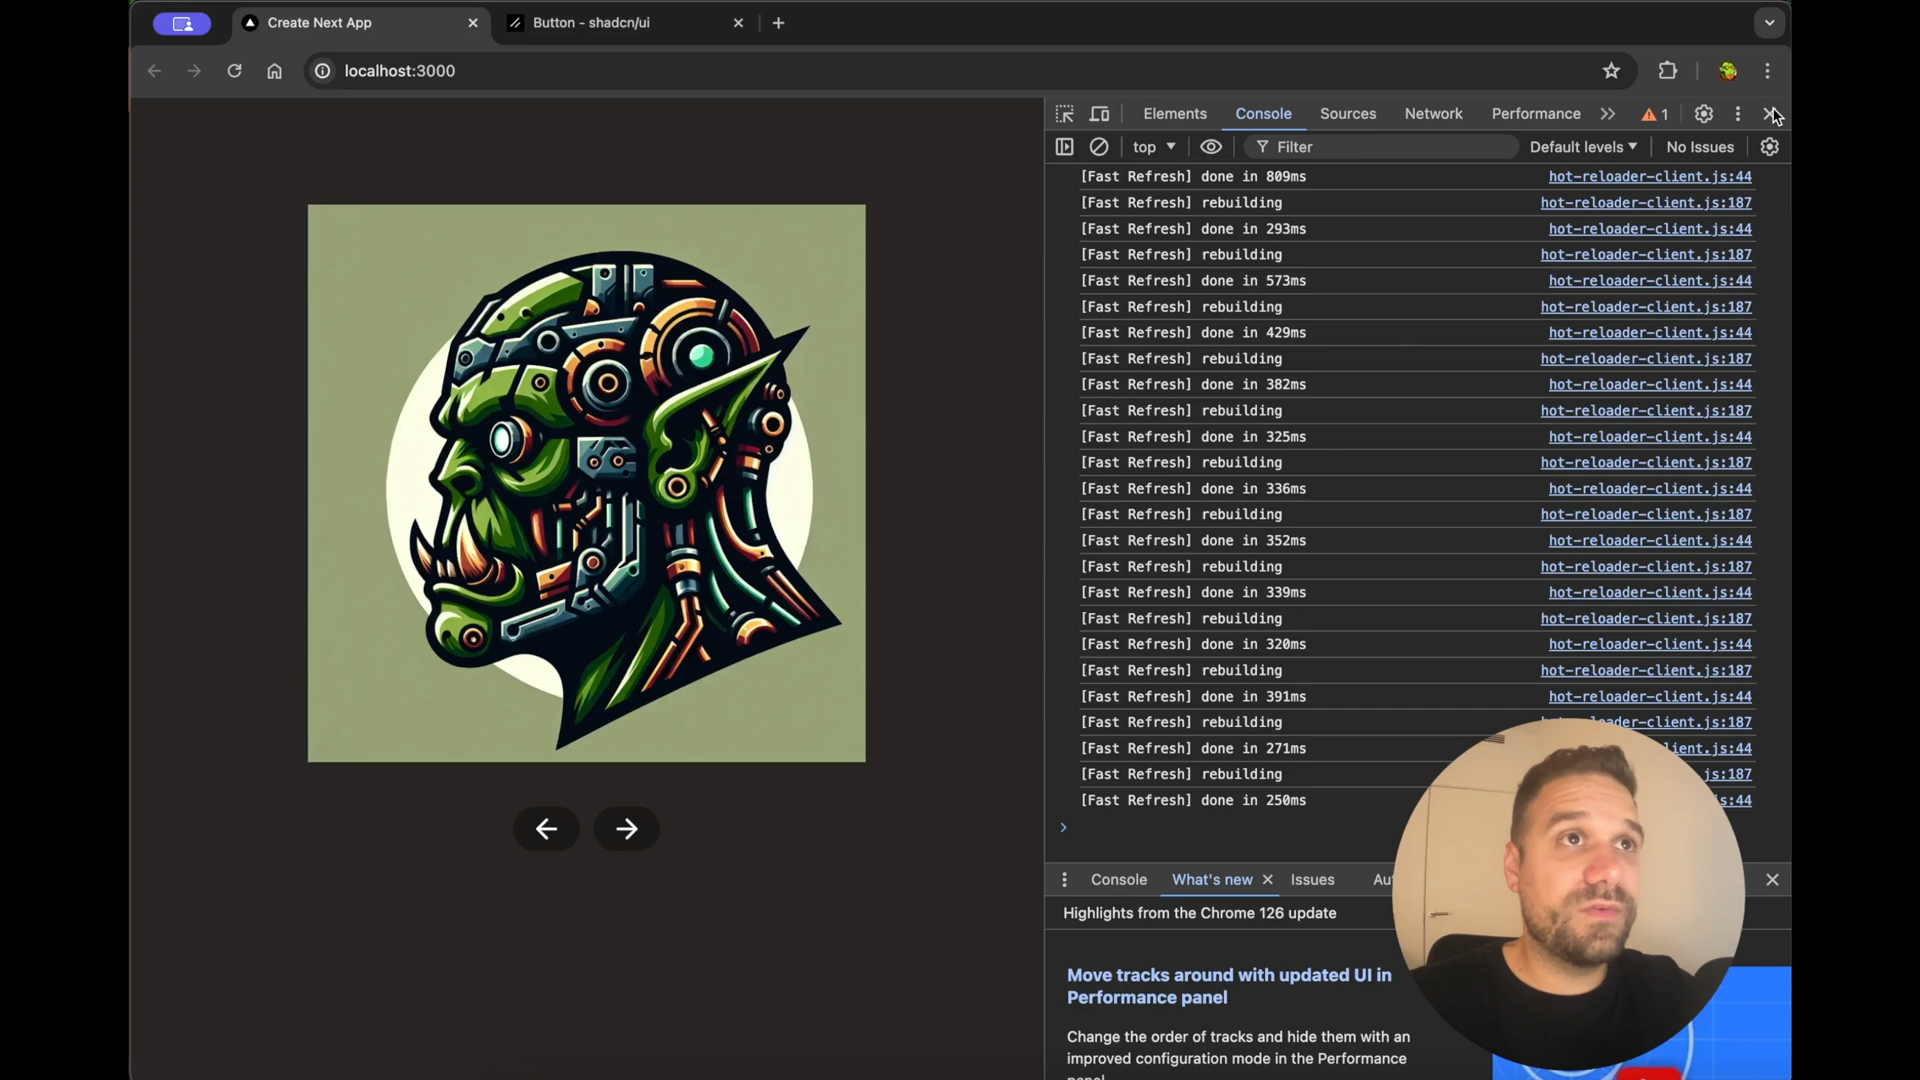 Create Next App
Button - shadcn/ui
localhost:3000
Elements Console Sources Network Performance 1
top Filter Default levels No Issues
[Fast Refresh] done in 809ms hot-reloader-client.js:44
[Fast Refresh] rebuilding hot-reloader-client.js:187
[Fast Refresh] done in 293ms hot-reloader-client.js:44
[Fast Refresh] rebuilding hot-reloader-client.js:187
[Fast Refresh] done in 573ms hot-reloader-client.js:44
[Fast Refresh] rebuilding hot-reloader-client.js:187
[Fast Refresh] done in 429ms hot-reloader-client.js:44
[Fast Refresh] rebuilding hot-reloader-client.js:187
[Fast Refresh] done in 382ms hot-reloader-client.js:44
[Fast Refresh] rebuilding hot-reloader-client.js:187
[Fast Refresh] done in 325ms hot-reloader-client.js:44
[Fast Refresh] rebuilding hot-reloader-client.js:187
[Fast Refresh] done in 336ms hot-reloader-client.js:44
[Fast Refresh] rebuilding hot-reloader-client.js:187
[Fast Refresh] done in 352ms hot-reloader-client.js:44
[Fast Refresh] rebuilding hot-reloader-client.js:187
[Fast Refresh] done in 339ms hot-reloader-client.js:44
[Fast Refresh] rebuilding hot-reloader-client.js:187
[Fast Refresh] done in 320ms hot-reloader-client.js:44
[Fast Refresh] rebuilding hot-reloader-client.js:187
[Fast Refresh] done in 391ms hot-reloader-client.js:44
[Fast Refresh] rebuilding hot-reloader-client.js:187
[Fast Refresh] done in 271ms lient.js:44
[Fast Refresh] rebuilding js:187
[Fast Refresh] done in 250ms s:44
Console What's new Issues Au
Highlights from the Chrome 126 update
Move tracks around with updated UI in
Performance panel
Change the order of tracks and hide them with an
improved configuration mode in the Performance